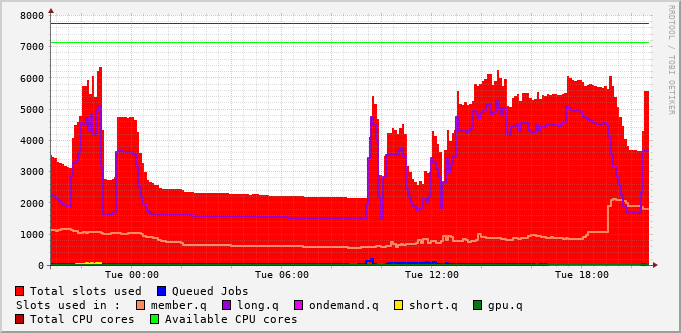 8000
7000
6000
5000
4000
3000
2000
1000
0
Tue 00:00 Tue 06:00 Tue 12:00 Tue 18:00
Total slots used Queued Jobs
Slots used in : member.q long.q ondemand.q short.q gpu.q
Total CPU cores Available CPU cores
RRDTOOL / TOBI OETIKER